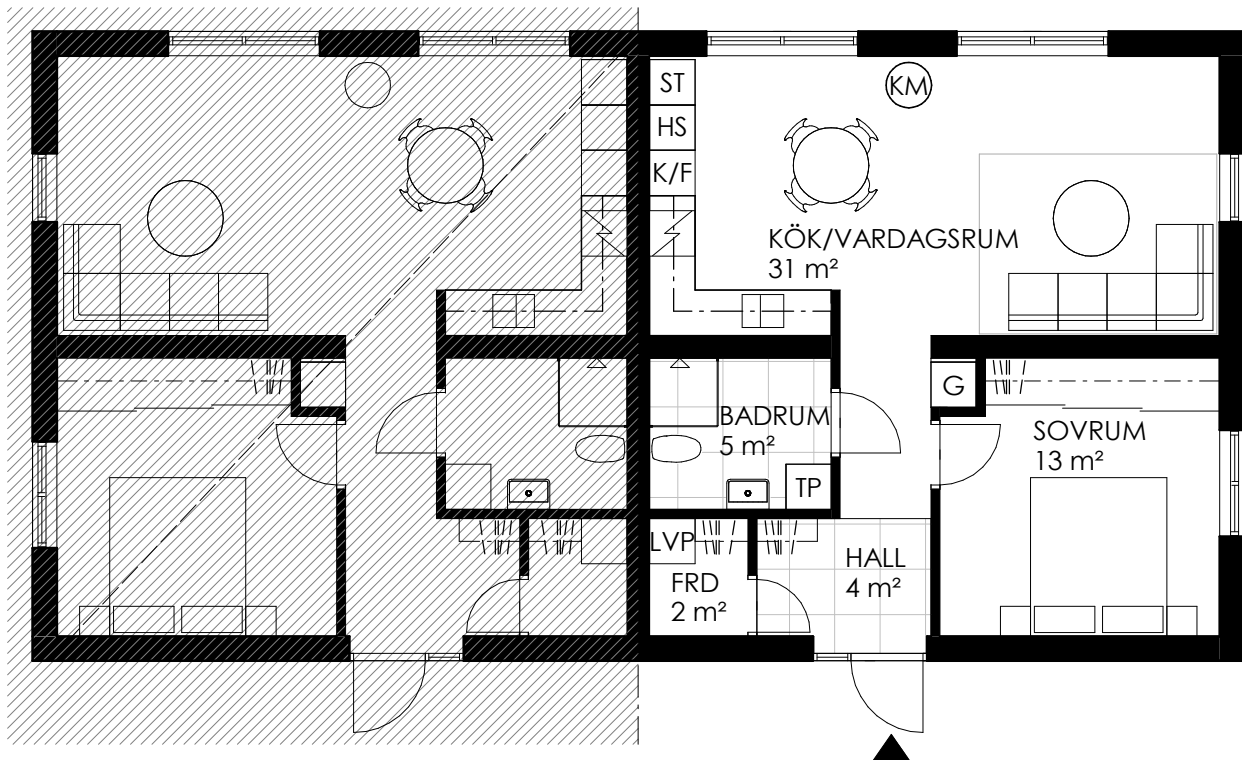 ST
KM
HS
K/F
KÖK/VARDAGSRUM
31 m²
G
BADRUM
5 m²
SOVRUM
13 m²
TP
LVP
HALL
4 m²
FRD
2 m²